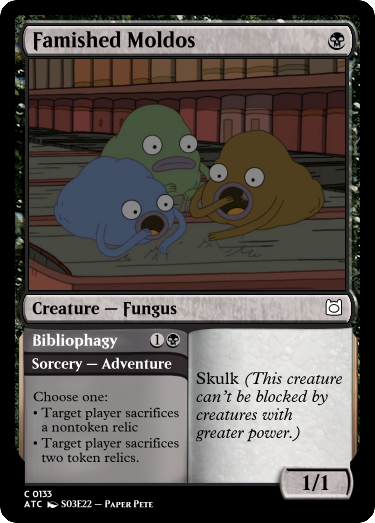 Famished Moldos
Creature — Fungus
Bibliophagy 1
Sorcery — Adventure
Choose one:
• Target player sacrifices
a nontoken relic
• Target player sacrifices
two token relics.
Skulk (This creature
can't be blocked by
creatures with
greater power.)
1/1
C 0133
ATC S03E22 – Paper Pete